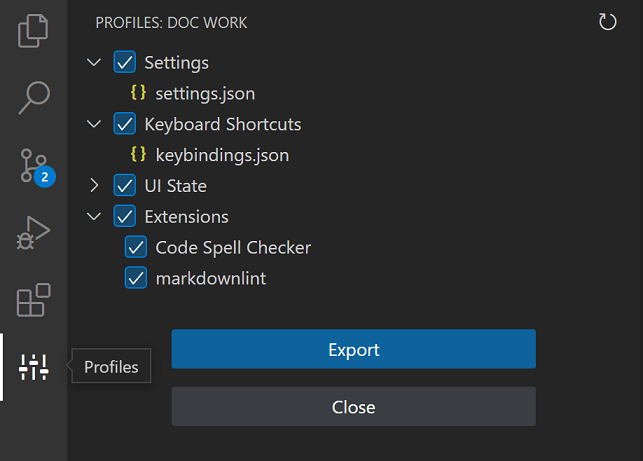 PROFILES: DOC WORK
Settings
{ } settings.json
Keyboard Shortcuts
{ } keybindings.json
2
UI State
Extensions
Code Spell Checker
markdownlint
Export
Profiles
Close